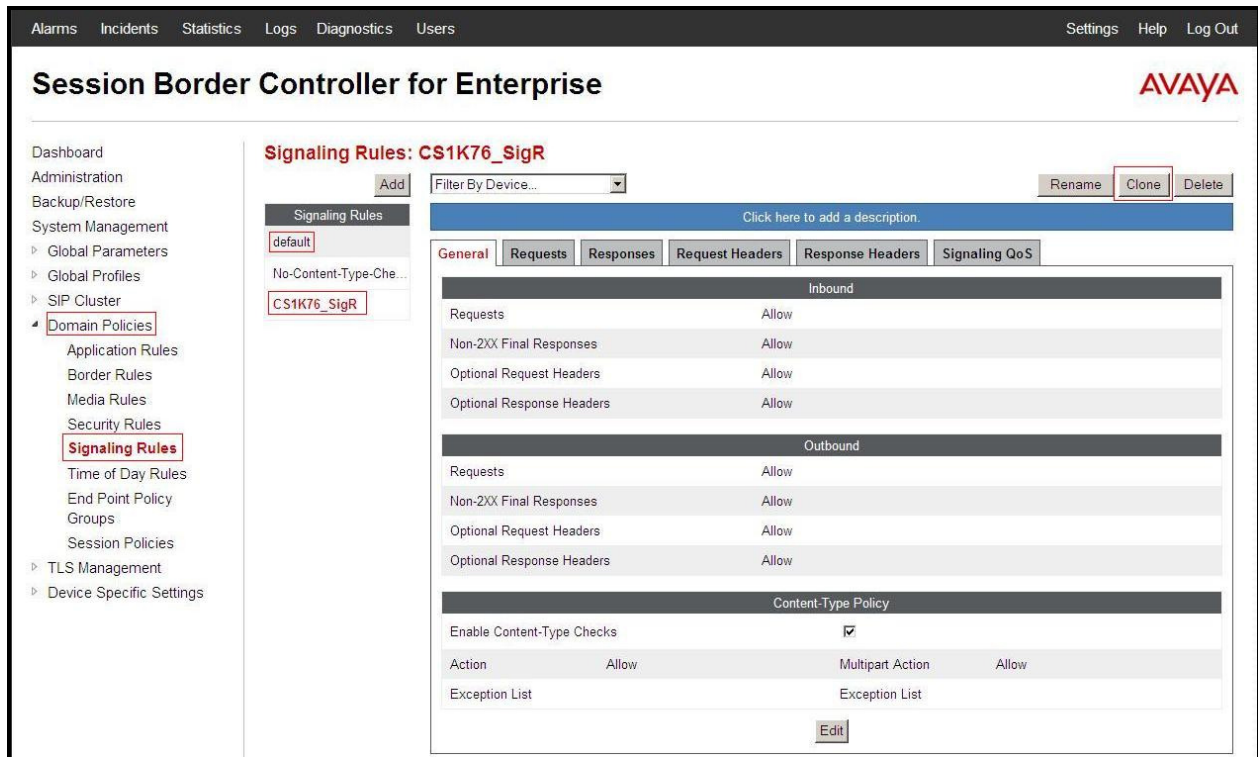 Alarms Incidents Statistics Logs Diagnostics Users Settings Help Log Out
Session Border Controller for Enterprise
AVAYA
Dashboard
Administration
Backup/Restore
System Management
Global Parameters
Global Profiles
SIP Cluster
Domain Policies
Application Rules
Border Rules
Media Rules
Security Rules
Signaling Rules
Time of Day Rules
End Point Policy
Groups
Session Policies
TLS Management
Device Specific Settings
Signaling Rules: CS1K76_SigR
Add
Filter By Device...
Rename Clone Delete
Signaling Rules
default
No-Content-Type-Che...
CS1K76_SigR
Click here to add a description.
General Requests Responses Request Headers Response Headers Signaling QoS
Inbound
Requests Allow
Non-2XX Final Responses Allow
Optional Request Headers Allow
Optional Response Headers Allow
Outbound
Requests Allow
Non-2XX Final Responses Allow
Optional Request Headers Allow
Optional Response Headers Allow
Content-Type Policy
Enable Content-Type Checks
Action Allow Multipart Action Allow
Exception List Exception List
Edit